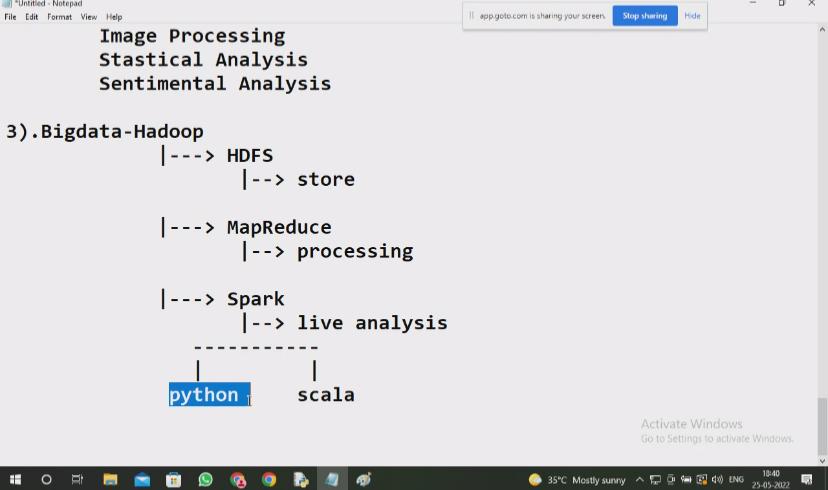 *Untitled - Notepad
File Edit Format View Help
app.goto.com is sharing your screen. Stop sharing Hide
Image Processing
Stastical Analysis
Sentimental Analysis
3).Bigdata-Hadoop
|---> HDFS
|--> store
|---> MapReduce
|--> processing
|---> Spark
|--> live analysis
-----------
| |
python scala
Activate Windows
Go to Settings to activate Windows.
35°C Mostly sunny ENG 18:40
25-05-2022